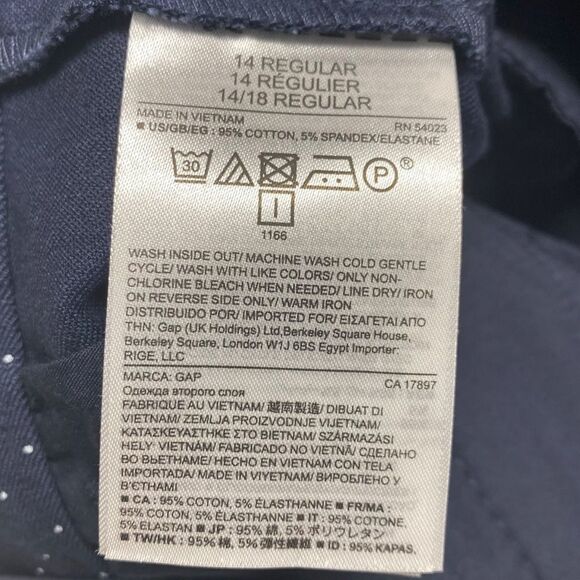 14 REGULAR
14 RÉGULIER
14/18 REGULAR
MADE IN VIETNAM RN 54023
■ US/GB/EG : 95% COTTON, 5% SPANDEX/ELASTANE
30 P ®
1166
WASH INSIDE OUT/ MACHINE WASH COLD GENTLE
CYCLE/ WASH WITH LIKE COLORS/ ONLY NON-
CHLORINE BLEACH WHEN NEEDED/ LINE DRY/ IRON
ON REVERSE SIDE ONLY/ WARM IRON
DISTRIBUIDO POR/ IMPORTED BY/ IMPORTADO POR/ ΕΙΣΑΓΕΤΑΙ ΑΠΟ
THN: Gap (UK Holdings) Ltd,Berkeley Square House,
Berkeley Square, London W1J 6BS Egypt Importer:
RIGE, LLC
MARCA: GAP CA 17897
Одежда второго слоя
FABRIQUÉ AU VIETNAM/ 越南製造/ DIBUAT DI
VIETNAM/ ZEMLJA PROIZVODNJE VIJETNAM/
ΚΑΤΑΣΚΕΥΑΣΤΗΚΕ ΣΤΟ ΒΙΕΤΝΑΜ/ SZÁRMAZÁSI
HELY: VIETNÁM/ FABRICADO NO VIETNÃ/ СДЕЛАНО
ВО ВЬЕТНАМЕ/ HECHO EN VIETNAM CON TELA
IMPORTADA/ MADE IN VIYETNAM/ ВИРОБЛЕНО У
В'ЄТНАМІ
■ CA : 95% COTON, 5% ÉLASTHANNE ■ FR/MA :
95% COTON, 5% ÉLASTHANNE ■ IT : 95% COTONE,
5% ELASTAN ■ JP : 95% 綿, 5% ポリウレタン
■ TW/HK : 95% 綿, 5% 彈性纖維 ■ ID : 95% KAPAS,